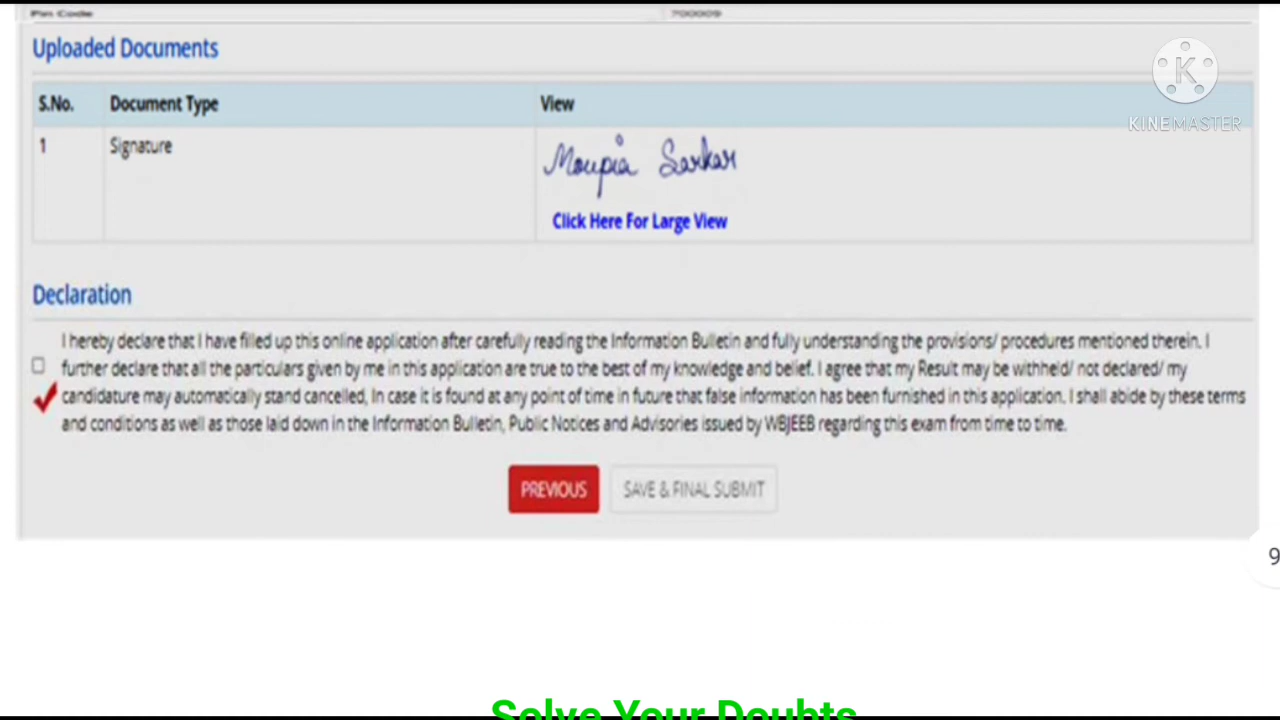 Pin Code 700009
Uploaded Documents
S.No. Document Type View
1 Signature Moupia Sarkar
Click Here For Large View
Declaration
I hereby declare that I have filled up this online application after carefully reading the Information Bulletin and fully understanding the provisions/ procedures mentioned therein. I
further declare that all the particulars given by me in this application are true to the best of my knowledge and belief. I agree that my Result may be withheld/ not declared/ my
candidature may automatically stand cancelled, In case it is found at any point of time in future that false information has been furnished in this application. I shall abide by these terms
and conditions as well as those laid down in the Information Bulletin, Public Notices and Advisories issued by WBJEEB regarding this exam from time to time.
PREVIOUS SAVE & FINAL SUBMIT
9
Solve Your Doubts
K
KINEMASTER